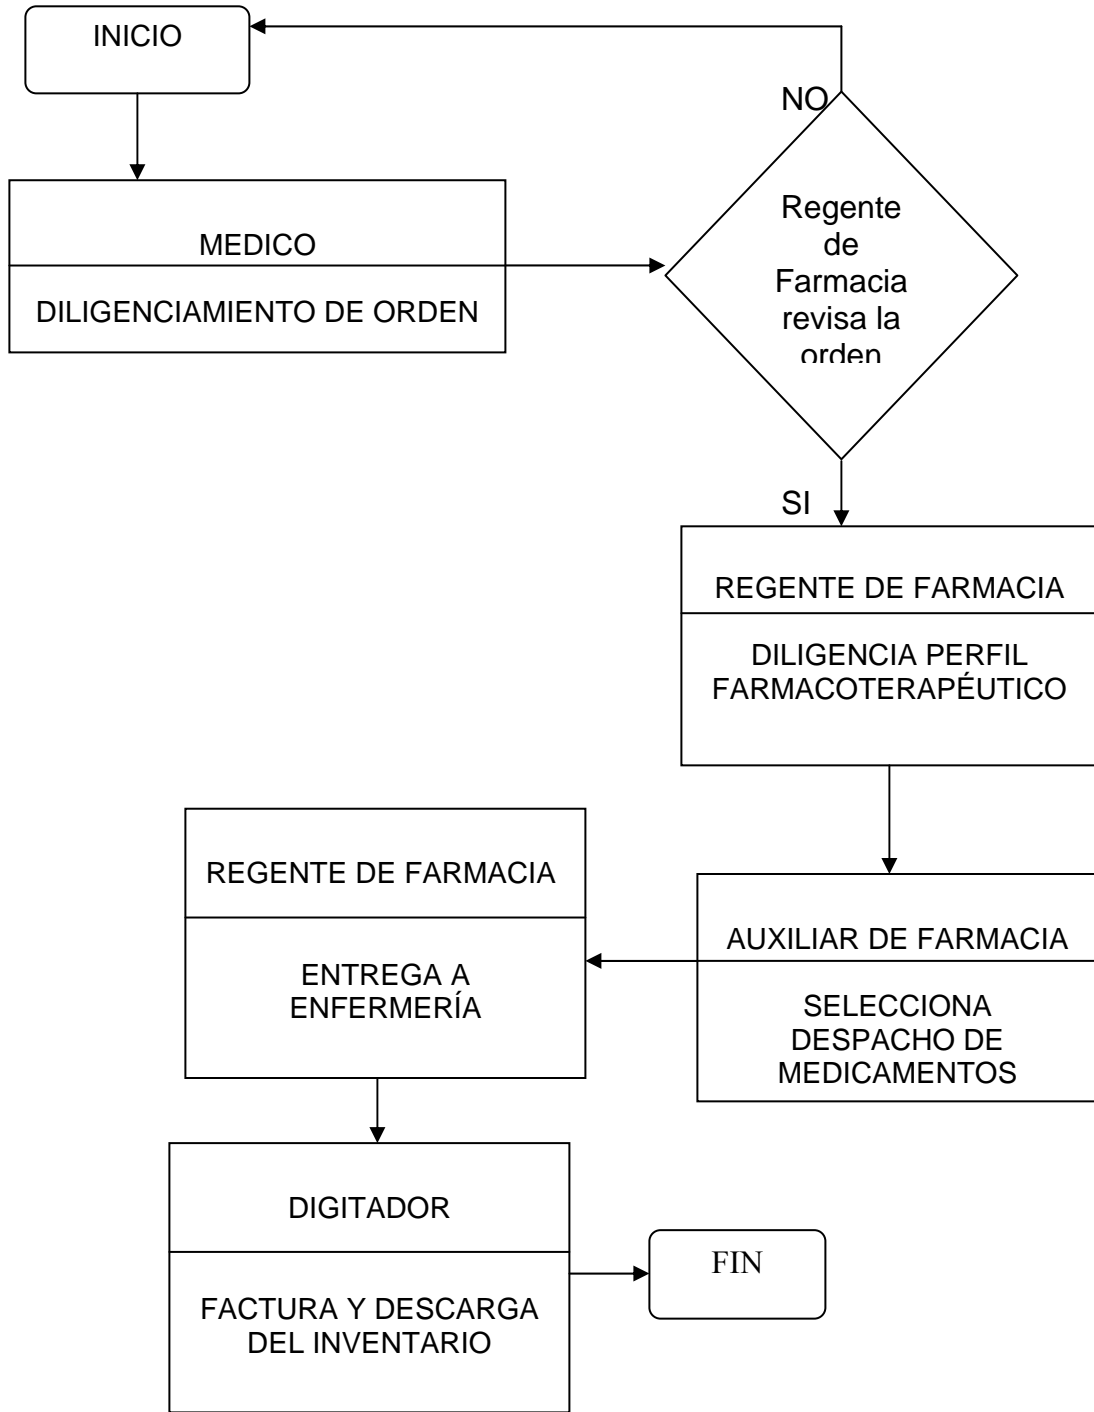 INICIO
NO
MEDICO
DILIGENCIAMIENTO DE ORDEN
Regente
de
Farmacia
revisa la
orden
SI
REGENTE DE FARMACIA
DILIGENCIA PERFIL
FARMACOTERAPÉUTICO
AUXILIAR DE FARMACIA
SELECCIONA
DESPACHO DE
MEDICAMENTOS
REGENTE DE FARMACIA
ENTREGA A
ENFERMERÍA
DIGITADOR
FACTURA Y DESCARGA
DEL INVENTARIO
FIN